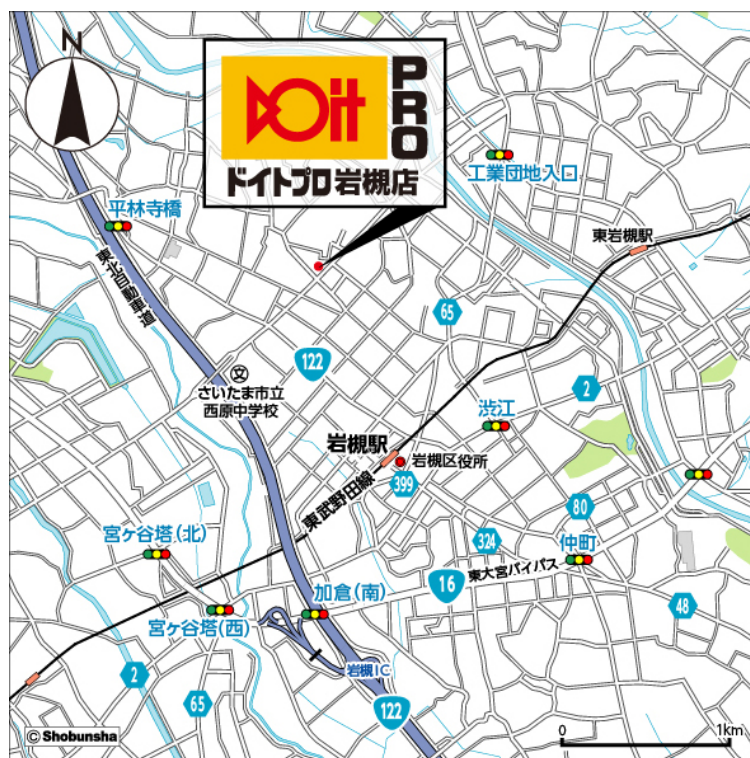 N
Doit
PRO
ドイトプロ岩槻店
工業団地入口
平林寺橋
東岩槻駅
東北自動車道
65
122
文
さいたま市立
西原中学校
2
渋江
岩槻駅
岩槻区役所
399
東武野田線
80
324
仲町
宮ヶ谷塔(北)
東大宮バイパス
16
48
加倉(南)
宮ヶ谷塔(西)
岩槻IC
2
65
122
© Shobunsha
0
1km